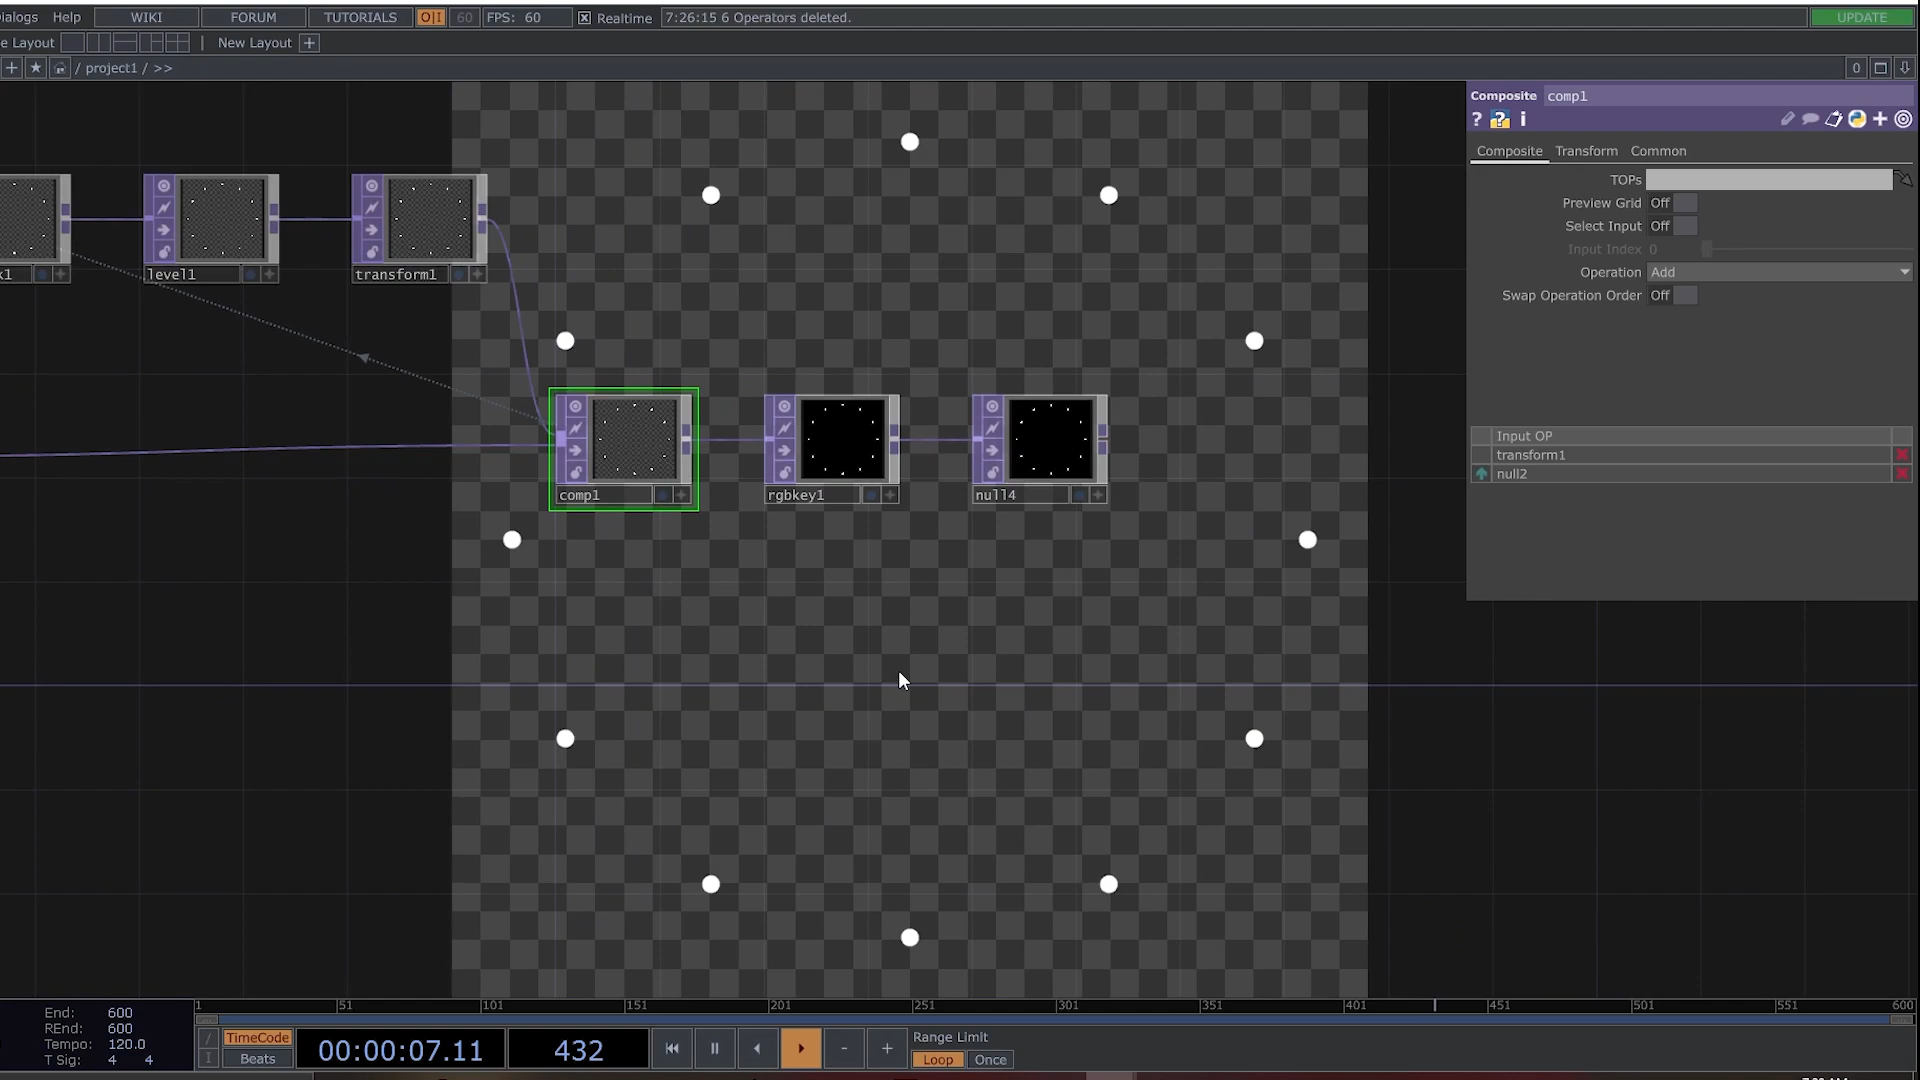 ialogs Help WIKI FORUM TUTORIALS O|I 60 FPS: 60 Realtime 7:26:15 6 Operators deleted. UPDATE
e Layout New Layout +
+ / project1 / >> 0
Composite comp1
? ? i
Composite Transform Common
TOPs
Preview Grid Off
Select Input Off
Input Index 0
Operation Add
Swap Operation Order Off
k1 level1 transform1
Input OP
transform1
null2
comp1 rgbkey1 null4
1 51 101 151 201 251 301 351 401 451 501 551 600
End: 600
REnd: 600
Tempo: 120.0
T Sig: 4 4
TimeCode
Beats
00:00:07.11 432
- +
Range Limit
Loop Once